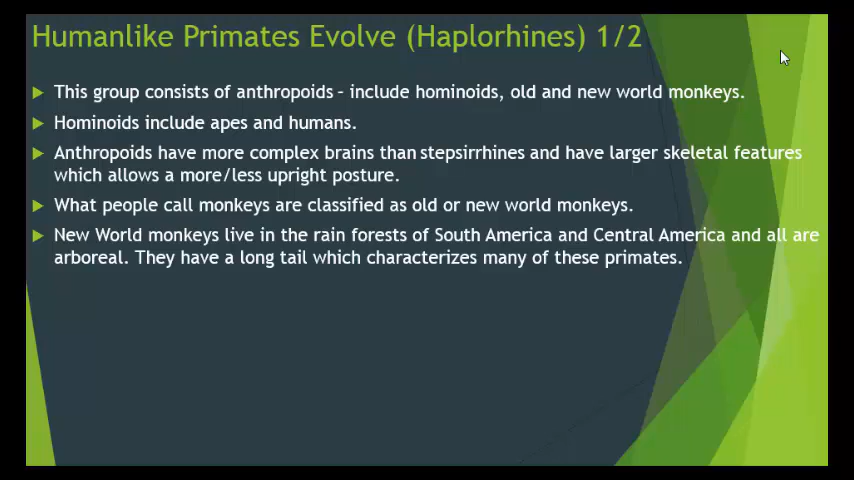 Humanlike Primates Evolve (Haplorhines) 1/2
This group consists of anthropoids – include hominoids, old and new world monkeys.
Hominoids include apes and humans.
Anthropoids have more complex brains than stepsirrhines and have larger skeletal features
which allows a more/less upright posture.
What people call monkeys are classified as old or new world monkeys.
New World monkeys live in the rain forests of South America and Central America and all are
arboreal. They have a long tail which characterizes many of these primates.